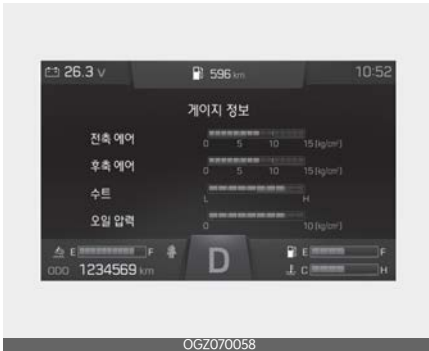 26.3 v
596 km
10:52
게이지 정보
전축 에어
0 5 10 15 (kg/cm²)
후축 에어
0 5 10 15 (kg/cm²)
수트
L H
오일 압력
0 10 (kg/cm²)
E F
E F
ODO 1234569 km
D
C H
OGZ070058